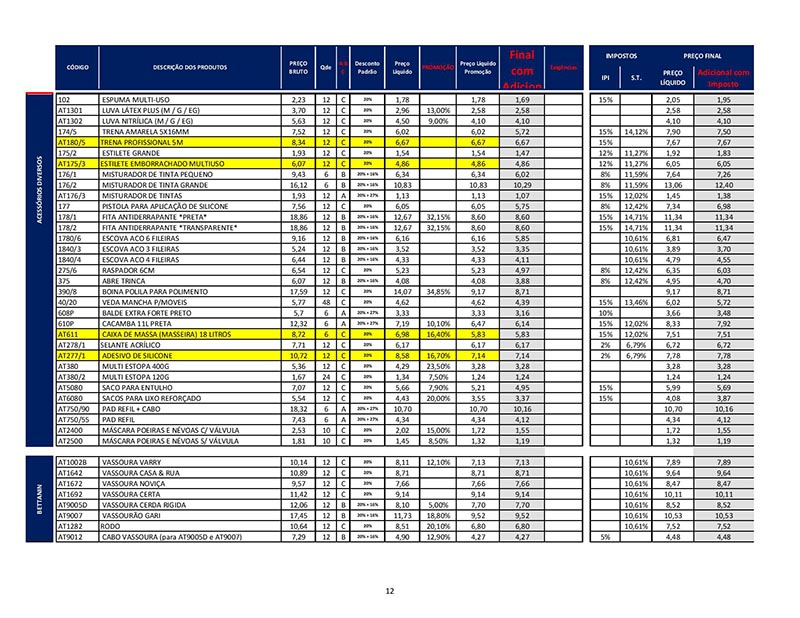 CÓDIGO DESCRIÇÃO DOS PRODUTOS PREÇO BRUTO Qde Desconto Padrão Preço Líquido PROMOÇÃO Preço Líquido Promoção Final com Adicion IMPOSTOS PREÇO FINAL
IPI S.T. PREÇO LÍQUIDO Adicional com Imposto
ACESSÓRIOS DIVERSOS
102 ESPUMA MULTI-USO 2,23 12 C 20% 1,78 1,78 1,69 15% 2,05 1,95
AT1301 LUVA LÁTEX PLUS (M / G / EG) 3,70 12 C 20% 2,96 13,00% 2,58 2,58 2,58 2,58
AT1302 LUVA NITRÍLICA (M / G / EG) 5,63 12 C 20% 4,50 9,00% 4,10 4,10 4,10 4,10
174/5 TRENA AMARELA 5X16MM 7,52 12 C 20% 6,02 6,02 5,72 15% 14,12% 7,90 7,50
AT180/5 TRENA PROFISSIONAL 5M 8,34 12 C 20% 6,67 6,67 6,67 15% 7,67 7,67
175/2 ESTILETE GRANDE 1,93 12 C 20% 1,54 1,54 1,47 12% 11,27% 1,92 1,83
AT175/3 ESTILETE EMBORRACHADO MULTIUSO 6,07 12 C 20% 4,86 4,86 4,86 12% 11,27% 6,05 6,05
176/1 MISTURADOR DE TINTA PEQUENO 9,43 6 B 20% + 16% 6,34 6,34 6,02 8% 11,59% 7,64 7,26
176/2 MISTURADOR DE TINTA GRANDE 16,12 6 B 20% + 16% 10,83 10,83 10,29 8% 11,59% 13,06 12,40
AT176/3 MISTURADOR DE TINTAS 1,93 12 A 20% + 27% 1,13 1,13 1,07 15% 12,02% 1,45 1,38
177 PISTOLA PARA APLICAÇÃO DE SILICONE 7,56 12 C 20% 6,05 6,05 5,75 8% 12,42% 7,34 6,98
178/1 FITA ANTIDERRAPANTE *PRETA* 18,86 12 B 20% + 16% 12,67 32,15% 8,60 8,60 15% 14,71% 11,34 11,34
178/2 FITA ANTIDERRAPANTE *TRANSPARENTE* 18,86 12 B 20% + 16% 12,67 32,15% 8,60 8,60 15% 14,71% 11,34 11,34
1780/6 ESCOVA ACO 6 FILEIRAS 9,16 12 B 20% + 16% 6,16 6,16 5,85 10,61% 6,81 6,47
1840/3 ESCOVA ACO 3 FILEIRAS 5,24 12 B 20% + 16% 3,52 3,52 3,35 10,61% 3,89 3,70
1840/4 ESCOVA ACO 4 FILEIRAS 6,44 12 B 20% + 16% 4,33 4,33 4,11 10,61% 4,79 4,55
275/6 RASPADOR 6CM 6,54 12 C 20% 5,23 5,23 4,97 8% 12,42% 6,35 6,03
375 ABRE TRINCA 6,07 12 B 20% + 16% 4,08 4,08 3,88 8% 12,42% 4,95 4,70
390/8 BOINA POLILA PARA POLIMENTO 17,59 12 C 20% 14,07 34,85% 9,17 8,71 9,17 8,71
40/20 VEDA MANCHA P/MOVEIS 5,77 48 C 20% 4,62 4,62 4,39 15% 13,46% 6,02 5,72
608P BALDE EXTRA FORTE PRETO 5,7 6 A 20% + 27% 3,33 3,33 3,16 10% 3,66 3,48
610P CACAMBA 11L PRETA 12,32 6 A 20% + 27% 7,19 10,10% 6,47 6,14 15% 12,02% 8,33 7,92
AT611 CAIXA DE MASSA (MASSEIRA) 18 LITROS 8,72 6 C 20% 6,98 16,40% 5,83 5,83 15% 12,02% 7,51 7,51
AT278/1 SELANTE ACRÍLICO 7,71 12 C 20% 6,17 6,17 6,17 2% 6,79% 6,72 6,72
AT277/1 ADESIVO DE SILICONE 10,72 12 C 20% 8,58 16,70% 7,14 7,14 2% 6,79% 7,78 7,78
AT380 MULTI ESTOPA 400G 5,36 12 C 20% 4,29 23,50% 3,28 3,28 3,28 3,28
AT380/2 MULTI ESTOPA 120G 1,67 24 C 20% 1,34 7,50% 1,24 1,24 1,24 1,24
AT5080 SACO PARA ENTULHO 7,07 12 C 20% 5,66 7,90% 5,21 4,95 15% 5,99 5,69
AT6080 SACOS PARA LIXO REFORÇADO 5,54 12 C 20% 4,43 20,00% 3,55 3,37 15% 4,08 3,87
AT750/90 PAD REFIL + CABO 18,32 6 A 20% + 27% 10,70 10,70 10,16 10,70 10,16
AT750/55 PAD REFIL 7,43 6 A 20% + 27% 4,34 4,34 4,12 4,34 4,12
AT2400 MÁSCARA POEIRAS E NÉVOAS C/ VÁLVULA 2,53 10 C 20% 2,02 15,00% 1,72 1,55 1,72 1,55
AT2500 MÁSCARA POEIRAS E NÉVOAS S/ VÁLVULA 1,81 10 C 20% 1,45 8,50% 1,32 1,19 1,32 1,19
BETTANIN
AT1002B VASSOURA VARRY 10,14 12 C 20% 8,11 12,10% 7,13 7,13 10,61% 7,89 7,89
AT1642 VASSOURA CASA & RUA 10,89 12 C 20% 8,71 8,71 8,71 10,61% 9,64 9,64
AT1672 VASSOURA NOVIÇA 9,57 12 C 20% 7,66 7,66 7,66 10,61% 8,47 8,47
AT1692 VASSOURA CERTA 11,42 12 C 20% 9,14 9,14 9,14 10,61% 10,11 10,11
AT9005D VASSOURA CERDA RIGIDA 12,06 12 B 20% + 16% 8,10 5,00% 7,70 7,70 10,61% 8,52 8,52
AT9007 VASSOURÃO GARI 17,45 12 B 20% + 16% 11,73 18,80% 9,52 9,52 10,61% 10,53 10,53
AT1282 RODO 10,64 12 C 20% 8,51 20,10% 6,80 6,80 10,61% 7,52 7,52
AT9012 CABO VASSOURA (para AT9005D e AT9007) 7,29 12 B 20% + 16% 4,90 12,90% 4,27 4,27 5% 4,48 4,48
12